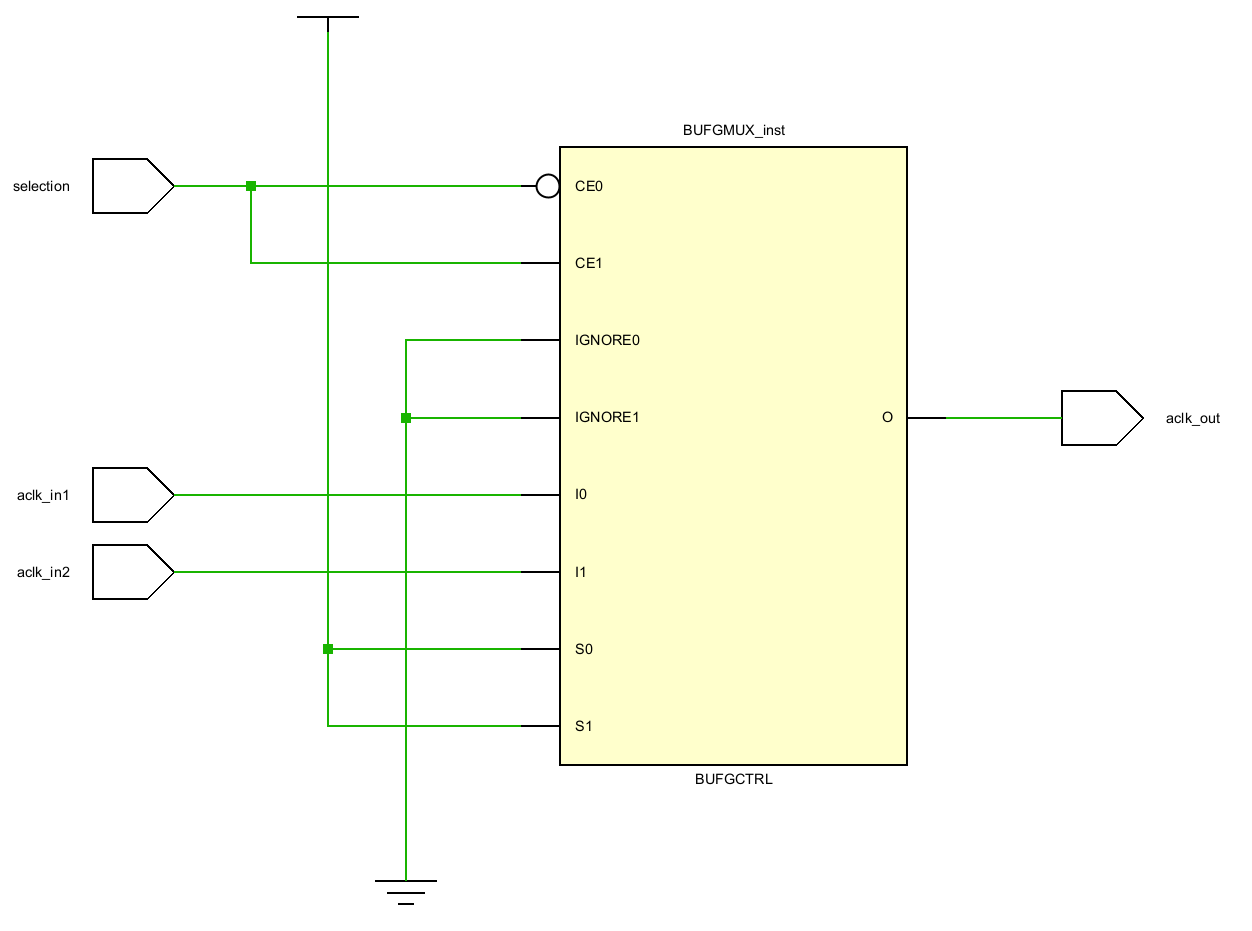 BUFGMUX_inst
selection
CE0
CE1
IGNORE0
IGNORE1
O
aclk_out
aclk_in1
I0
aclk_in2
I1
S0
S1
BUFGCTRL